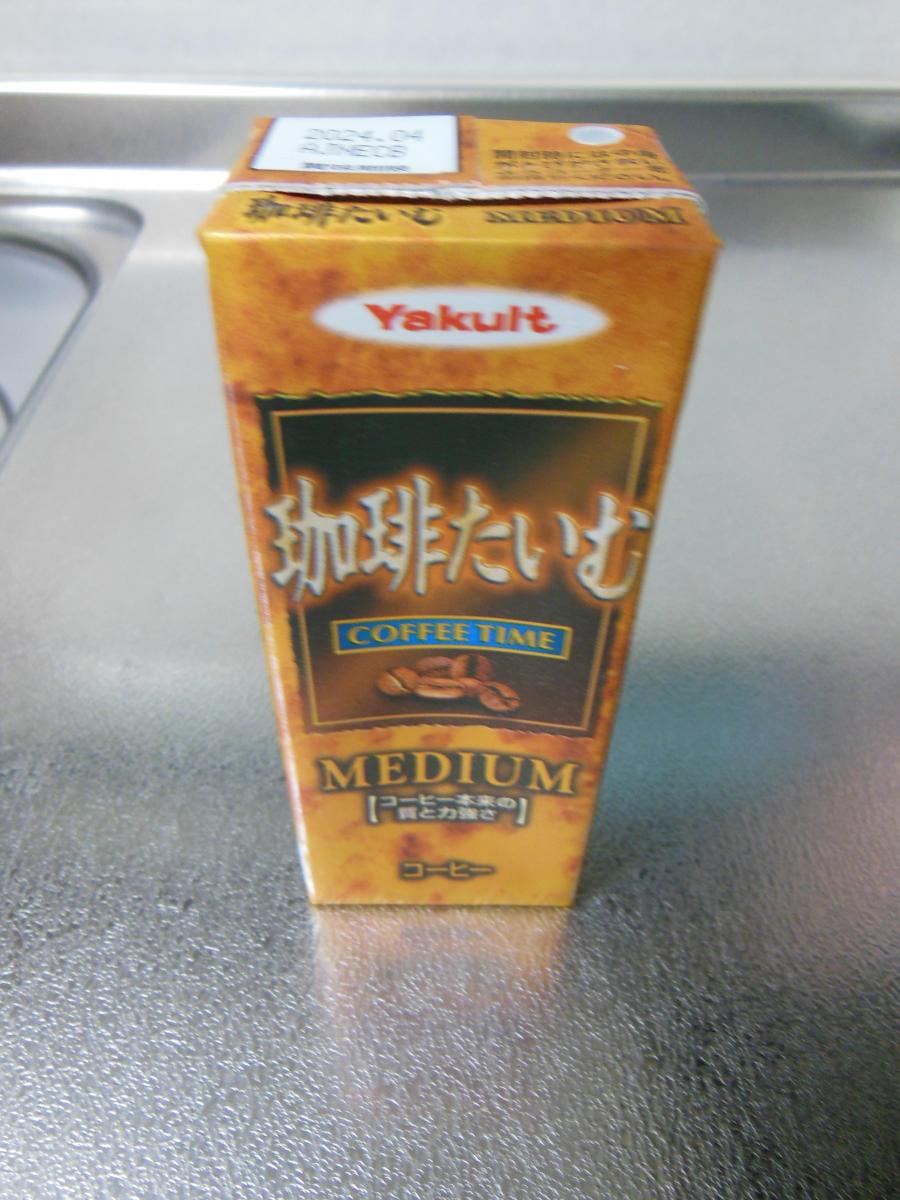 2024.04
珈琲たいむ
MEDIUM
Yakult
珈琲たいむ
COFFEE TIME
MEDIUM
【コーヒー本来の
質と力強さ】
コーヒー